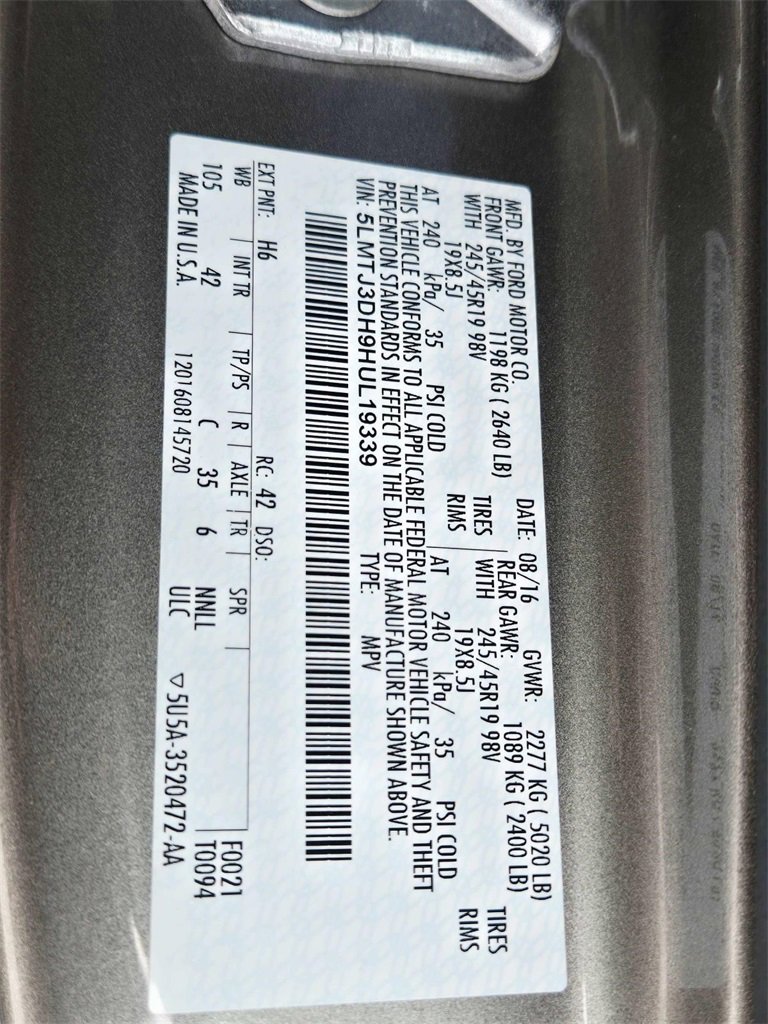 MFD. BY FORD MOTOR CO. DATE: 08/16 GVWR: 2277 KG ( 5020 LB)
FRONT GAWR: 1198 KG ( 2640 LB) REAR GAWR: 1089 KG ( 2400 LB)
WITH 245/45R19 98V TIRES WITH 245/45R19 98V TIRES
19X8.5J RIMS 19X8.5J RIMS
AT 240 kPa/ 35 PSI COLD AT 240 kPa/ 35 PSI COLD
THIS VEHICLE CONFORMS TO ALL APPLICABLE FEDERAL MOTOR VEHICLE SAFETY AND THEFT
PREVENTION STANDARDS IN EFFECT ON THE DATE OF MANUFACTURE SHOWN ABOVE.
VIN: 5LMTJ3DH9HUL19339 TYPE: MPV
EXT PNT: H6 RC: 42 DSO:
WB | INT TR | TP/PS | R | AXLE | TR | SPR | F0021
105 42 C 35 6 NNLL T0094
MADE IN U.S.A. 1201608145720 ULC ▽ 5U5A-3520472-AA